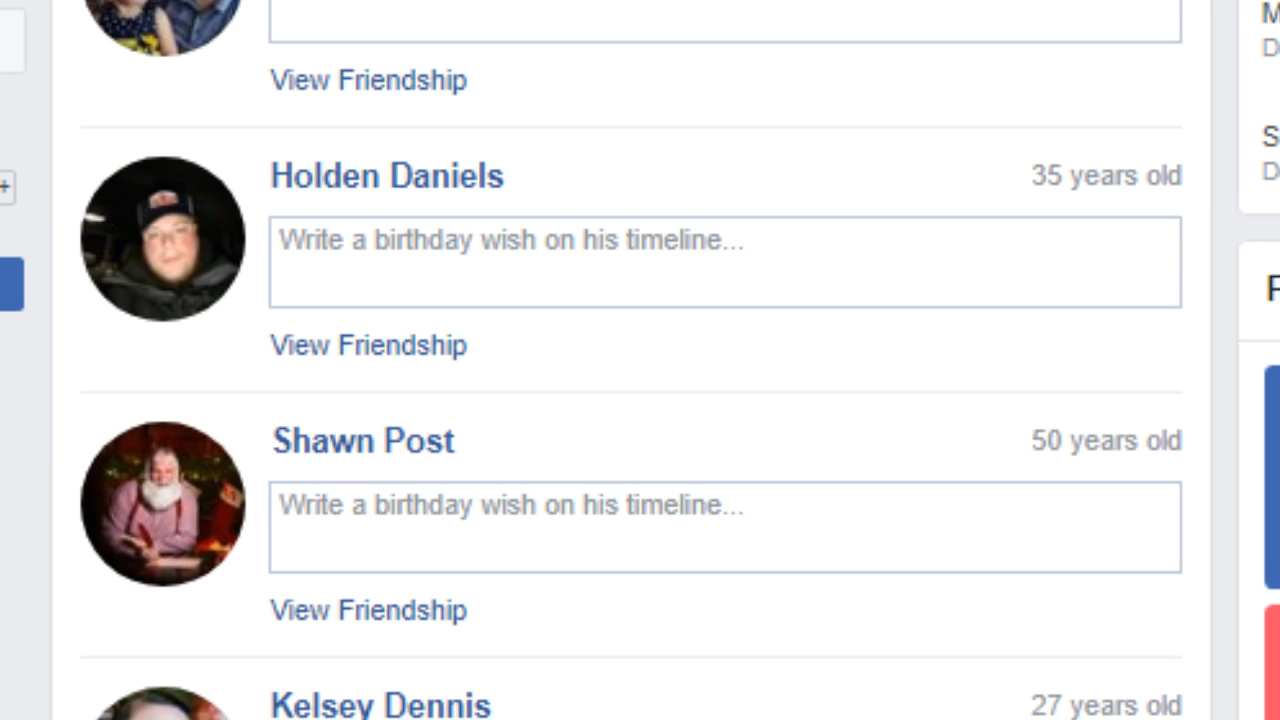 View Friendship
Holden Daniels
35 years old
Write a birthday wish on his timeline...
View Friendship
Shawn Post
50 years old
Write a birthday wish on his timeline...
View Friendship
Kelsey Dennis
27 years old